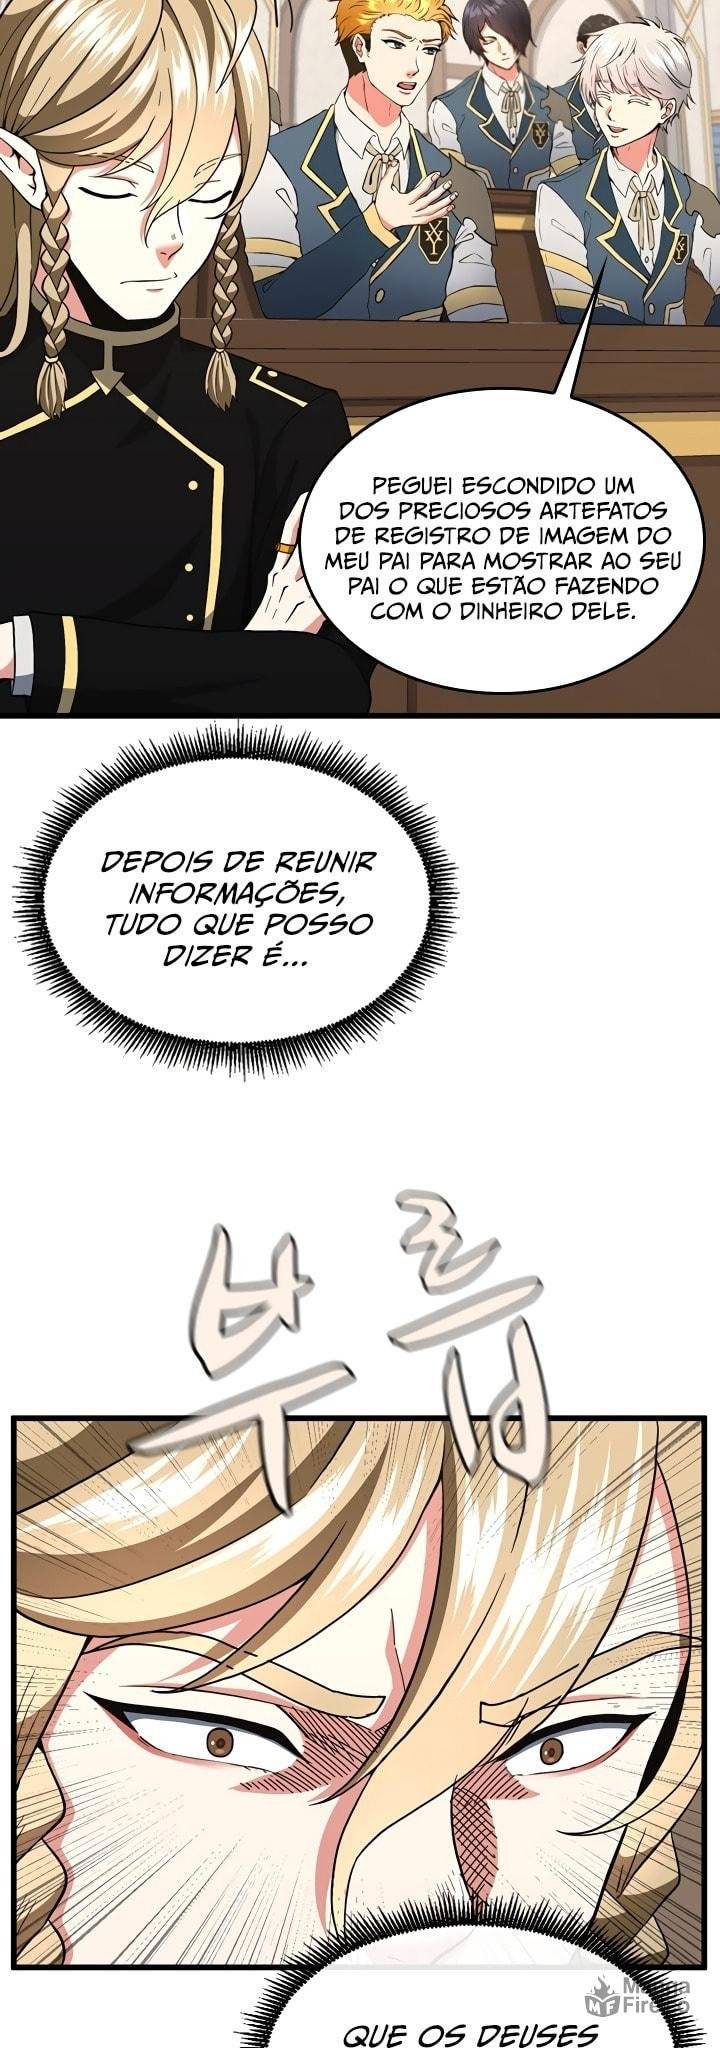 PEGUEI ESCONDIDO UM
DOS PRECIOSOS ARTEFATOS
DE REGISTRO DE IMAGEM DO
MEU PAI PARA MOSTRAR AO SEU
PAI O QUE ESTÃO FAZENDO
COM O DINHEIRO DELE.
DEPOIS DE REUNIR
INFORMAÇÕES,
TUDO QUE POSSO
DIZER É...
부릅
QUE OS DEUSES